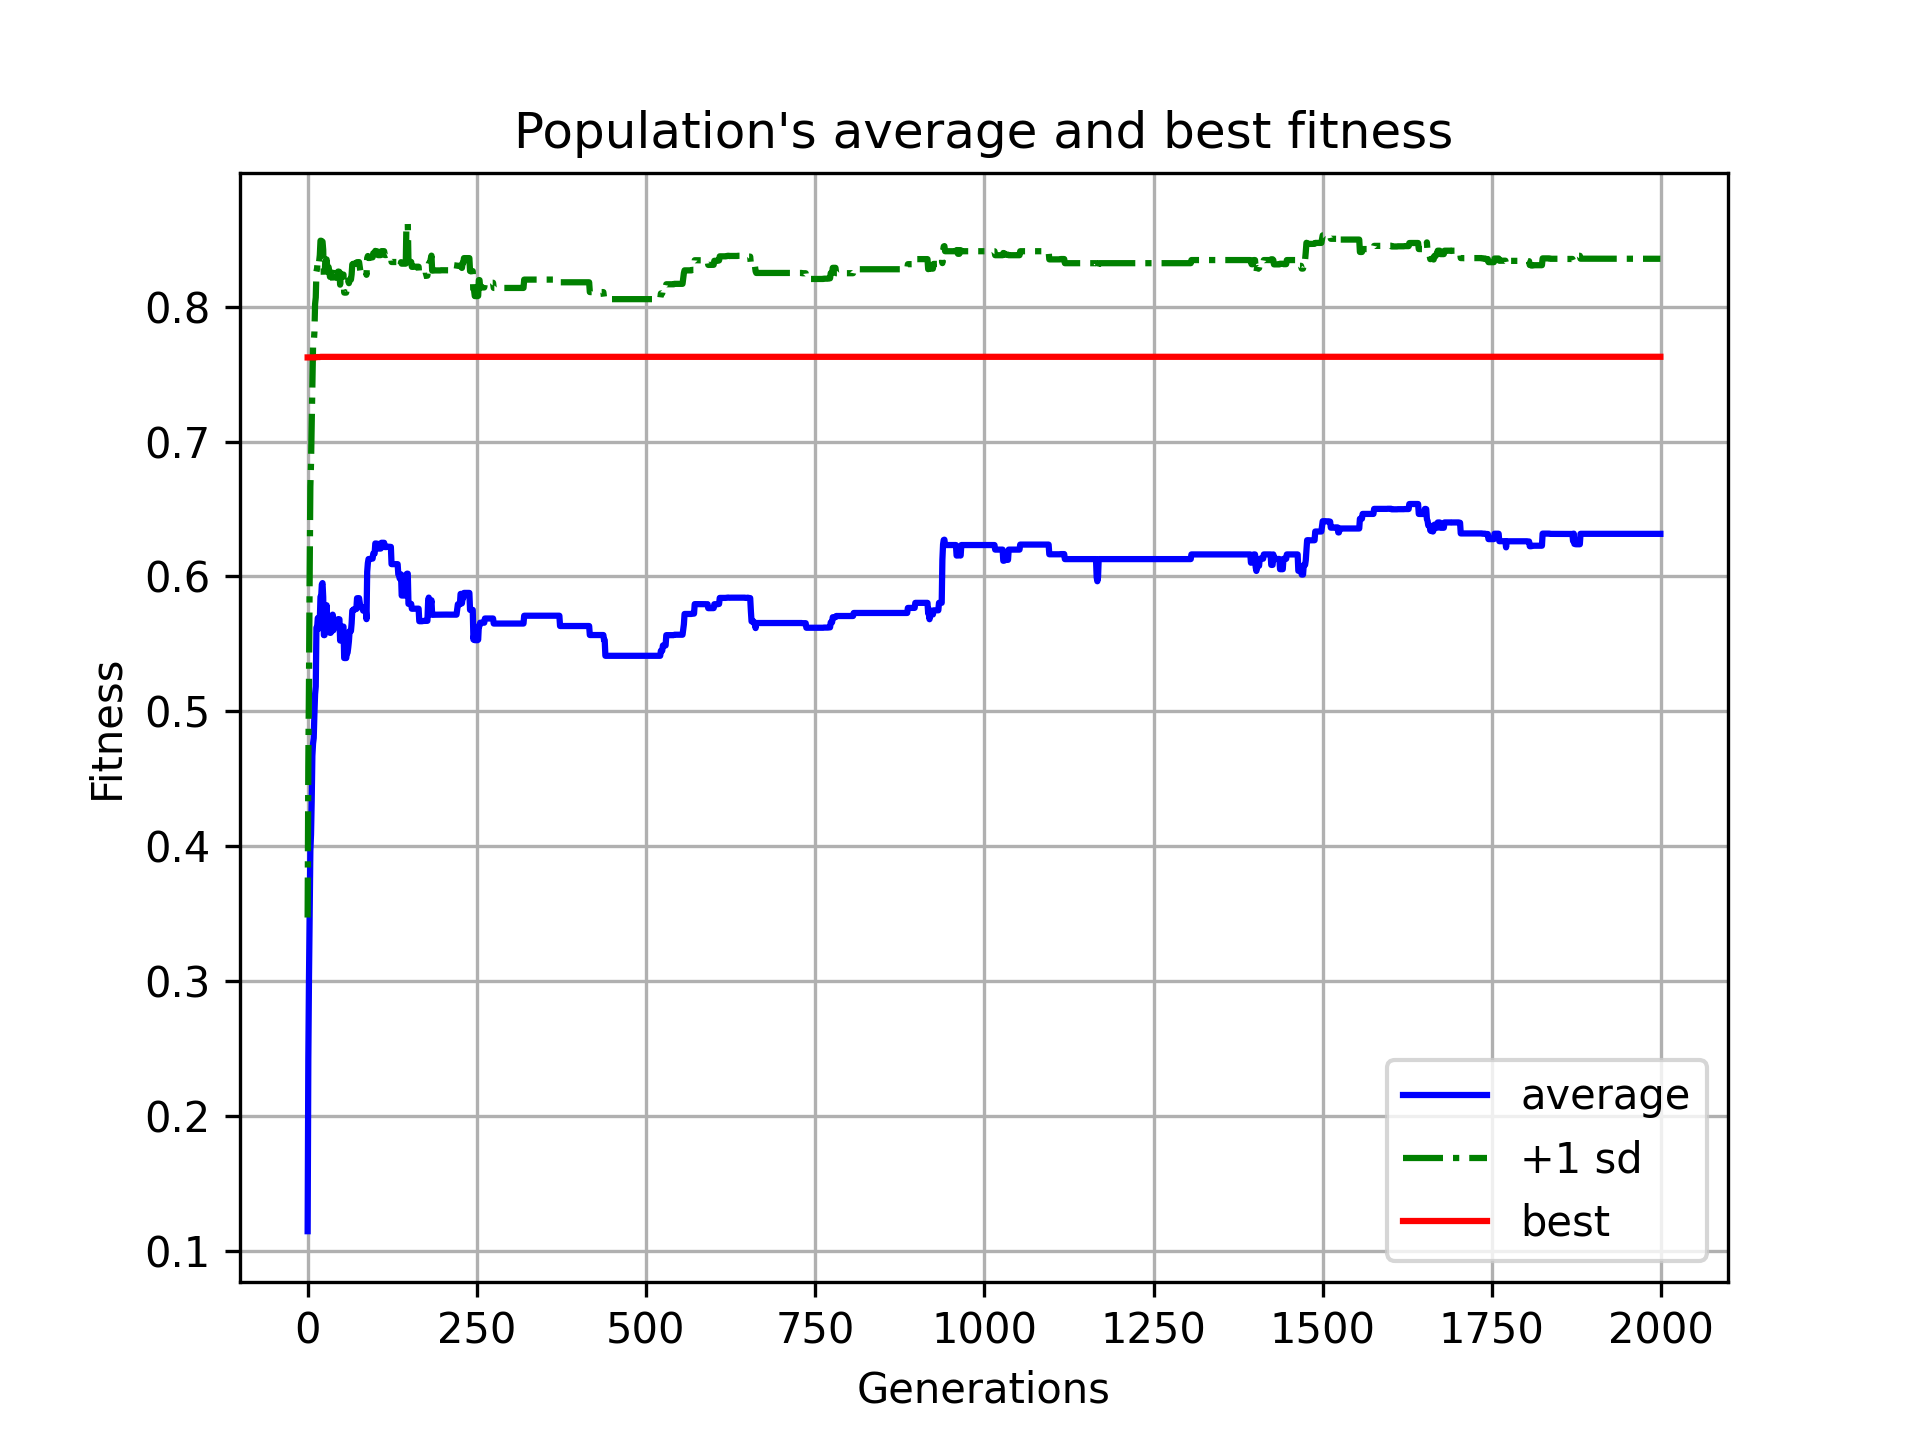 Population's average and best fitness
Fitness
0.8
0.7
0.6
0.5
0.4
0.3
0.2
0.1
0 250 500 750 1000 1250 1500 1750 2000
Generations
average
+1 sd
best